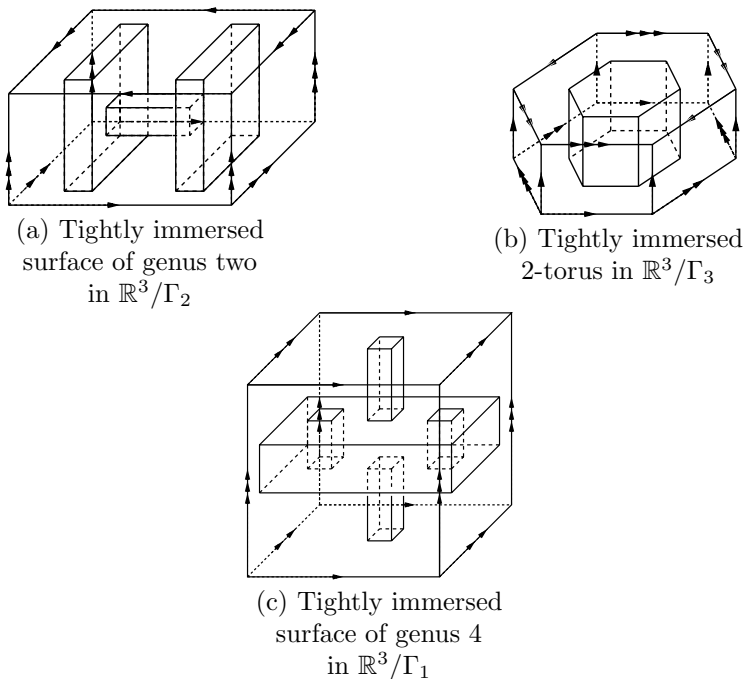 (a) Tightly immersed
surface of genus two
in ℝ³/Γ₂
(b) Tightly immersed
2-torus in ℝ³/Γ₃
(c) Tightly immersed
surface of genus 4
in ℝ³/Γ₁